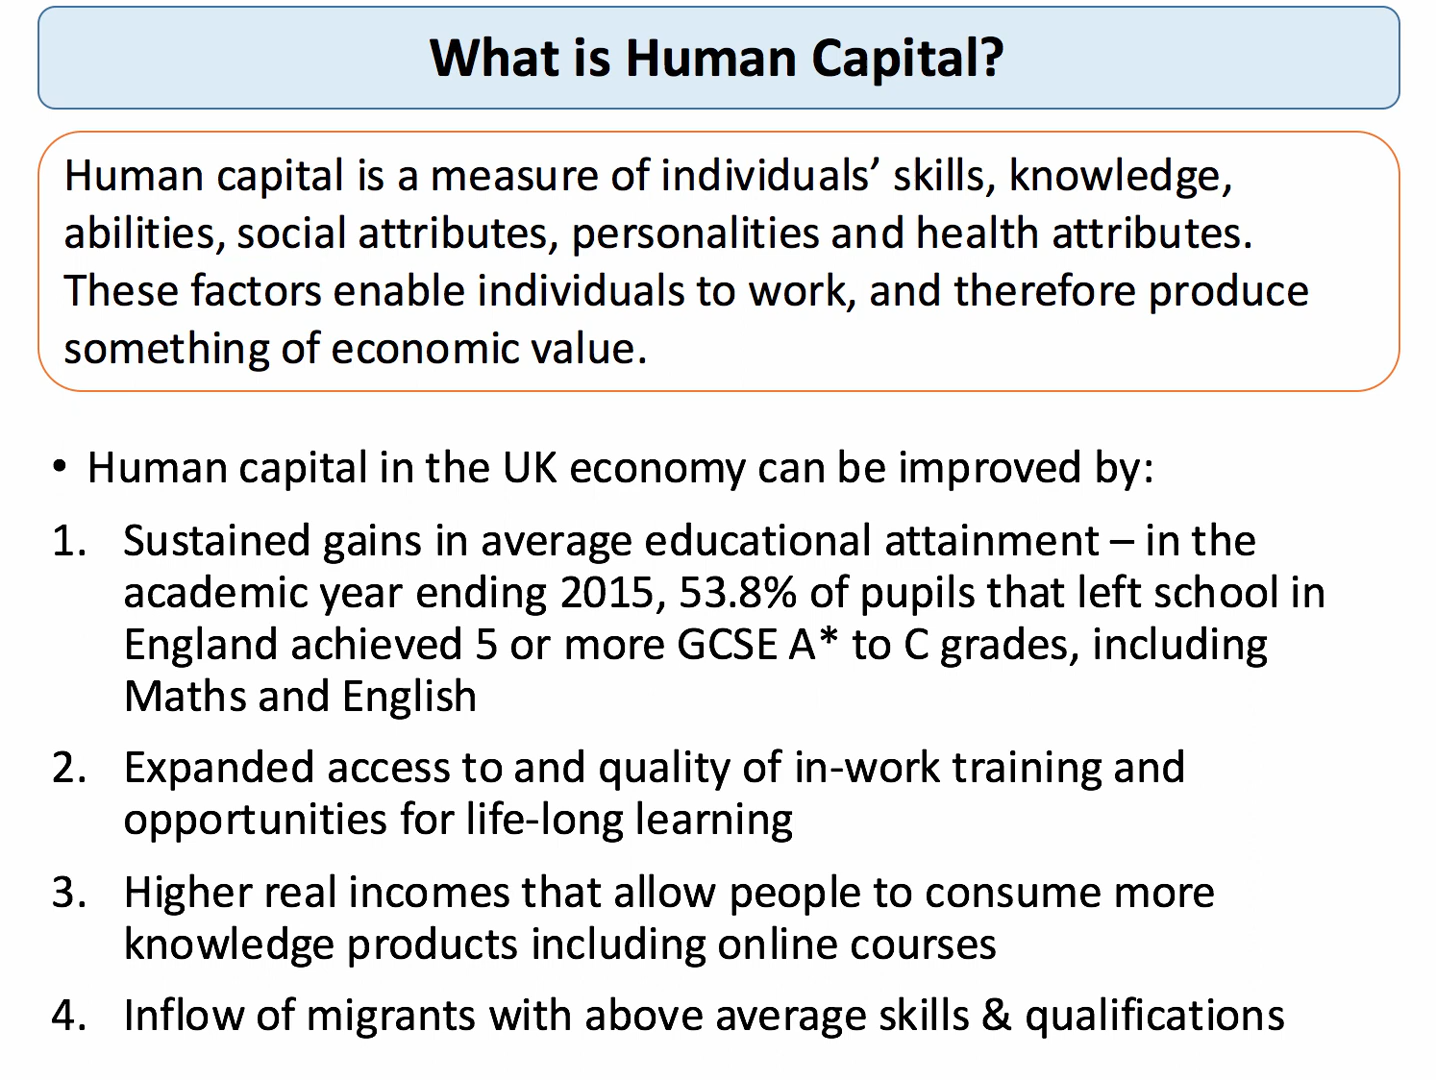 What is Human Capital?
Human capital is a measure of individuals’ skills, knowledge,
abilities, social attributes, personalities and health attributes.
These factors enable individuals to work, and therefore produce
something of economic value.
• Human capital in the UK economy can be improved by:
1. Sustained gains in average educational attainment – in the
academic year ending 2015, 53.8% of pupils that left school in
England achieved 5 or more GCSE A* to C grades, including
Maths and English
2. Expanded access to and quality of in-work training and
opportunities for life-long learning
3. Higher real incomes that allow people to consume more
knowledge products including online courses
4. Inflow of migrants with above average skills & qualifications